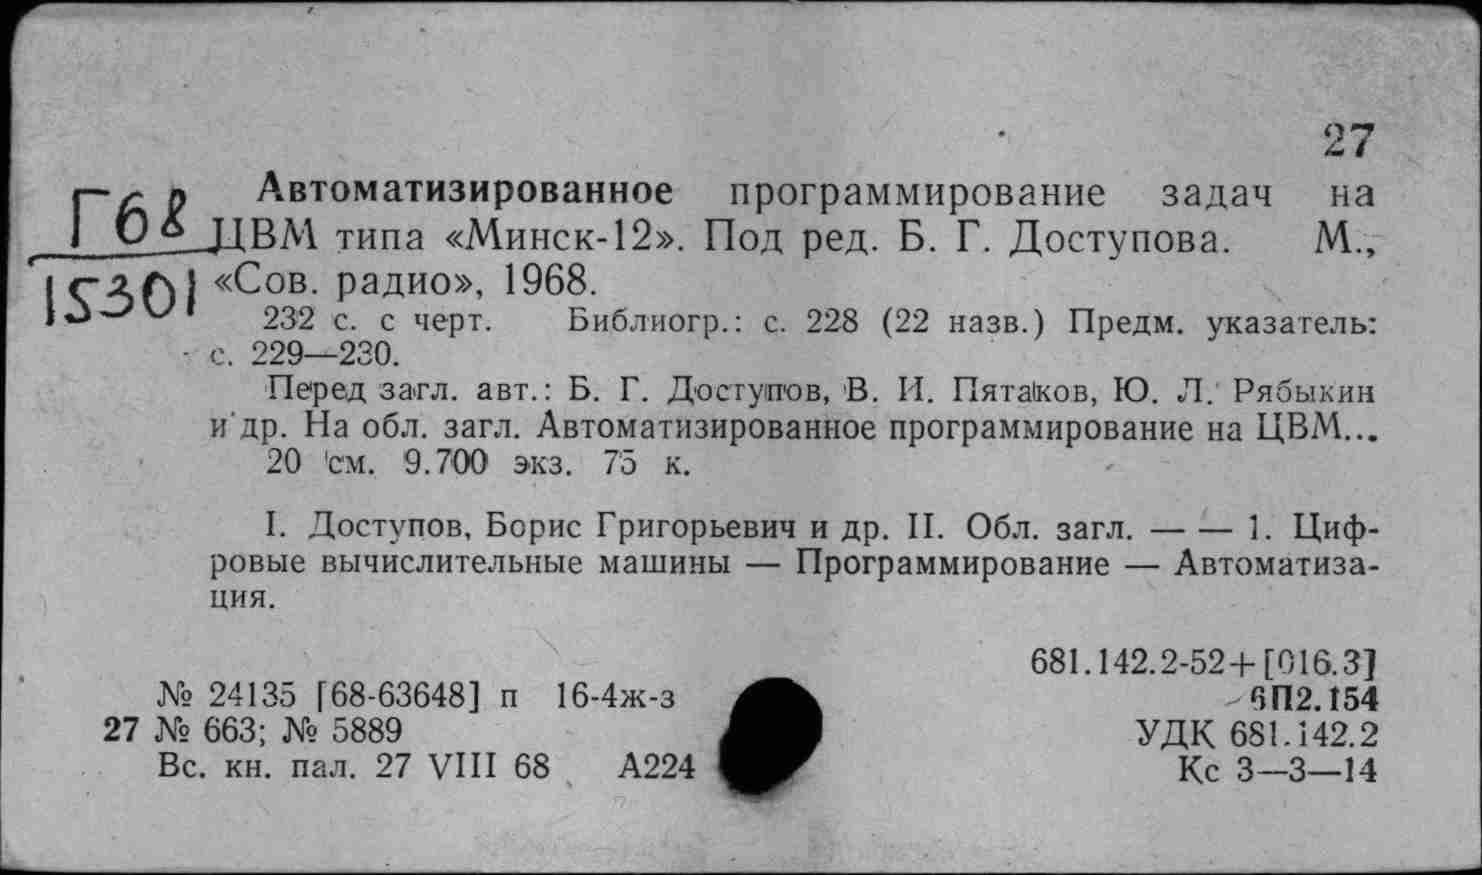 27
Г68
15301
Автоматизированное программирование задач на
ЦВМ типа «Минск-12». Под ред. Б. Г. Доступова. М.,
«Сов. радио», 1968.
232 с. с черт. Библиогр.: с. 228 (22 назв.) Предм. указатель:
с. 229—230.
Перед загл. авт.: Б. Г. Доступов, В. И. Пятаков, Ю. Л. Рябыкин
и др. На обл. загл. Автоматизированное программирование на ЦВМ...
20 см. 9.700 экз. 75 к.
I. Доступов, Борис Григорьевич и др. II. Обл. загл. — — 1. Циф-
ровые вычислительные машины — Программирование — Автоматиза-
ция.
681.142.2-52+[016.3]
№ 24135 [68-63648] п 16-4ж-з
6П2.154
27 № 663; № 5889
УДК 681.142.2
Вс. кн. пал. 27 VIII 68 А224
Кс 3—3—14